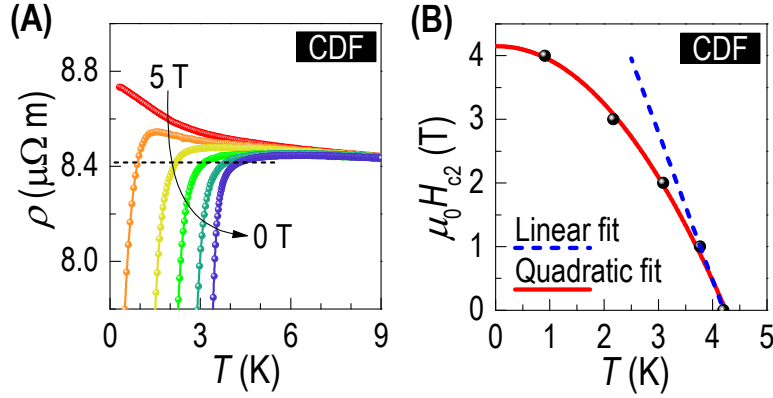 (A)
CDF
5 T
0 T
8.8
8.4
8.0
ρ (μΩ m)
0
3
6
9
T (K)
(B)
CDF
Linear fit
Quadratic fit
4
3
2
1
0
μ₀Hc2 (T)
0
1
2
3
4
5
T (K)